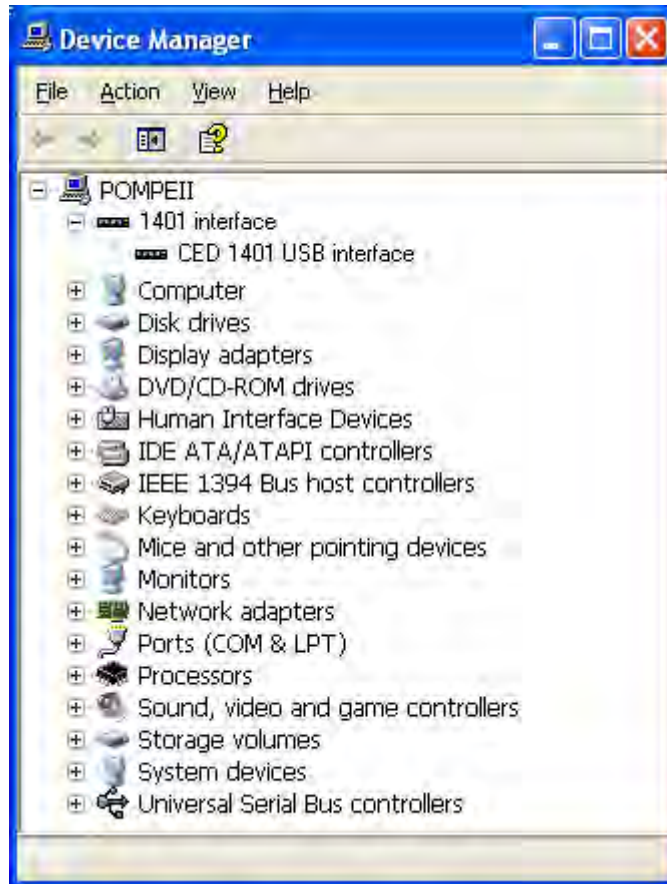 Device Manager
File Action View Help
POMPEII
1401 interface
CED 1401 USB interface
Computer
Disk drives
Display adapters
DVD/CD-ROM drives
Human Interface Devices
IDE ATA/ATAPI controllers
IEEE 1394 Bus host controllers
Keyboards
Mice and other pointing devices
Monitors
Network adapters
Ports (COM & LPT)
Processors
Sound, video and game controllers
Storage volumes
System devices
Universal Serial Bus controllers